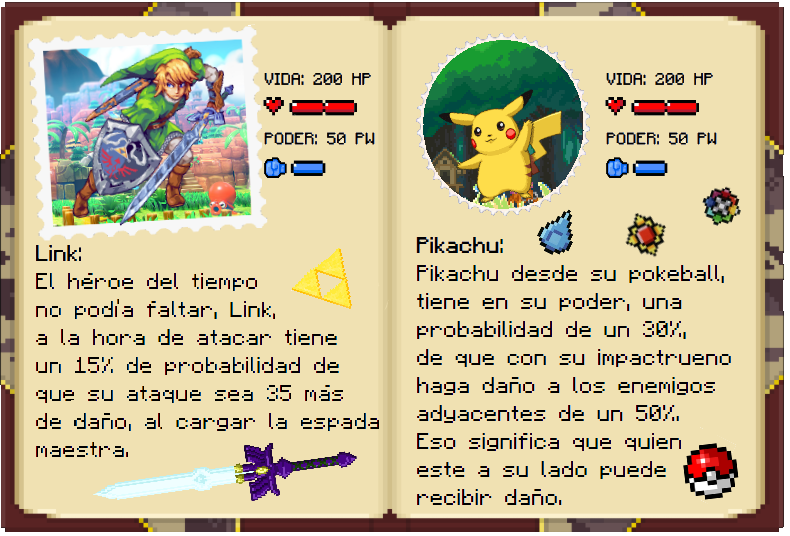 VIDA: 200 HP
PODER: 50 PW
Link:
El héroe del tiempo
no podía faltar, Link,
a la hora de atacar tiene
un 15% de probabilidad de
que su ataque sea 35 más
de daño, al cargar la espada
maestra.
VIDA: 200 HP
PODER: 50 PW
Pikachu:
Pikachu desde su pokeball,
tiene en su poder, una
probabilidad de un 30%,
de que con su impactrueno
haga daño a los enemigos
adyacentes de un 50%.
Eso significa que quien
este a su lado puede
recibir daño.